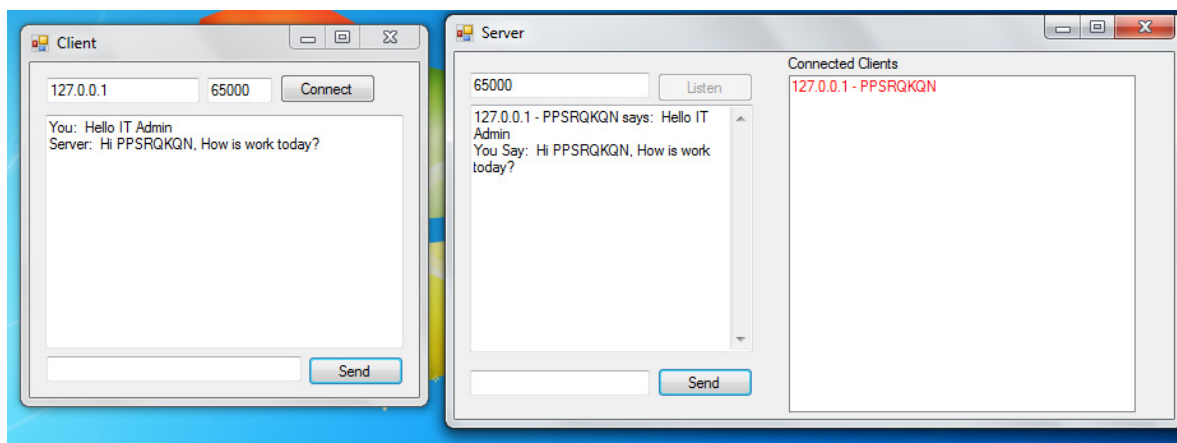 Client
127.0.0.1 65000 Connect
You: Hello IT Admin
Server: Hi PPSRQKQN, How is work today?
Send
Server
65000 Listen
127.0.0.1 - PPSRQKQN says: Hello IT
Admin
You Say: Hi PPSRQKQN, How is work
today?
Send
Connected Clients
127.0.0.1 - PPSRQKQN